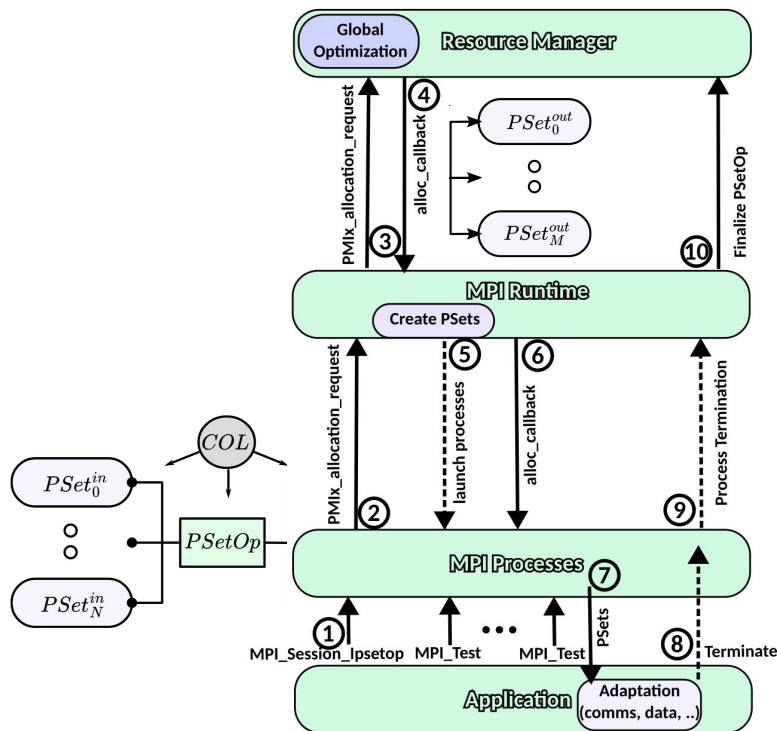 Global
Optimization
Resource Manager
PMIx_allocation_request
4
alloc_callback
PSet_0^{out}
PSet_M^{out}
3
10
Finalize PSetOp
MPI Runtime
Create PSets
5
6
PMIx_allocation_request
launch processes
alloc_callback
Process Termination
COL
PSet_0^{in}
PSetOp
PSet_N^{in}
2
9
MPI Processes
7
1
PSets
8
MPI_Session_Ipsetop
MPI_Test
MPI_Test
Terminate
Application
Adaptation
(comms, data, ..)